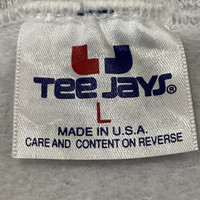 TEE JAYS®
L
MADE IN U.S.A.
CARE AND CONTENT ON REVERSE